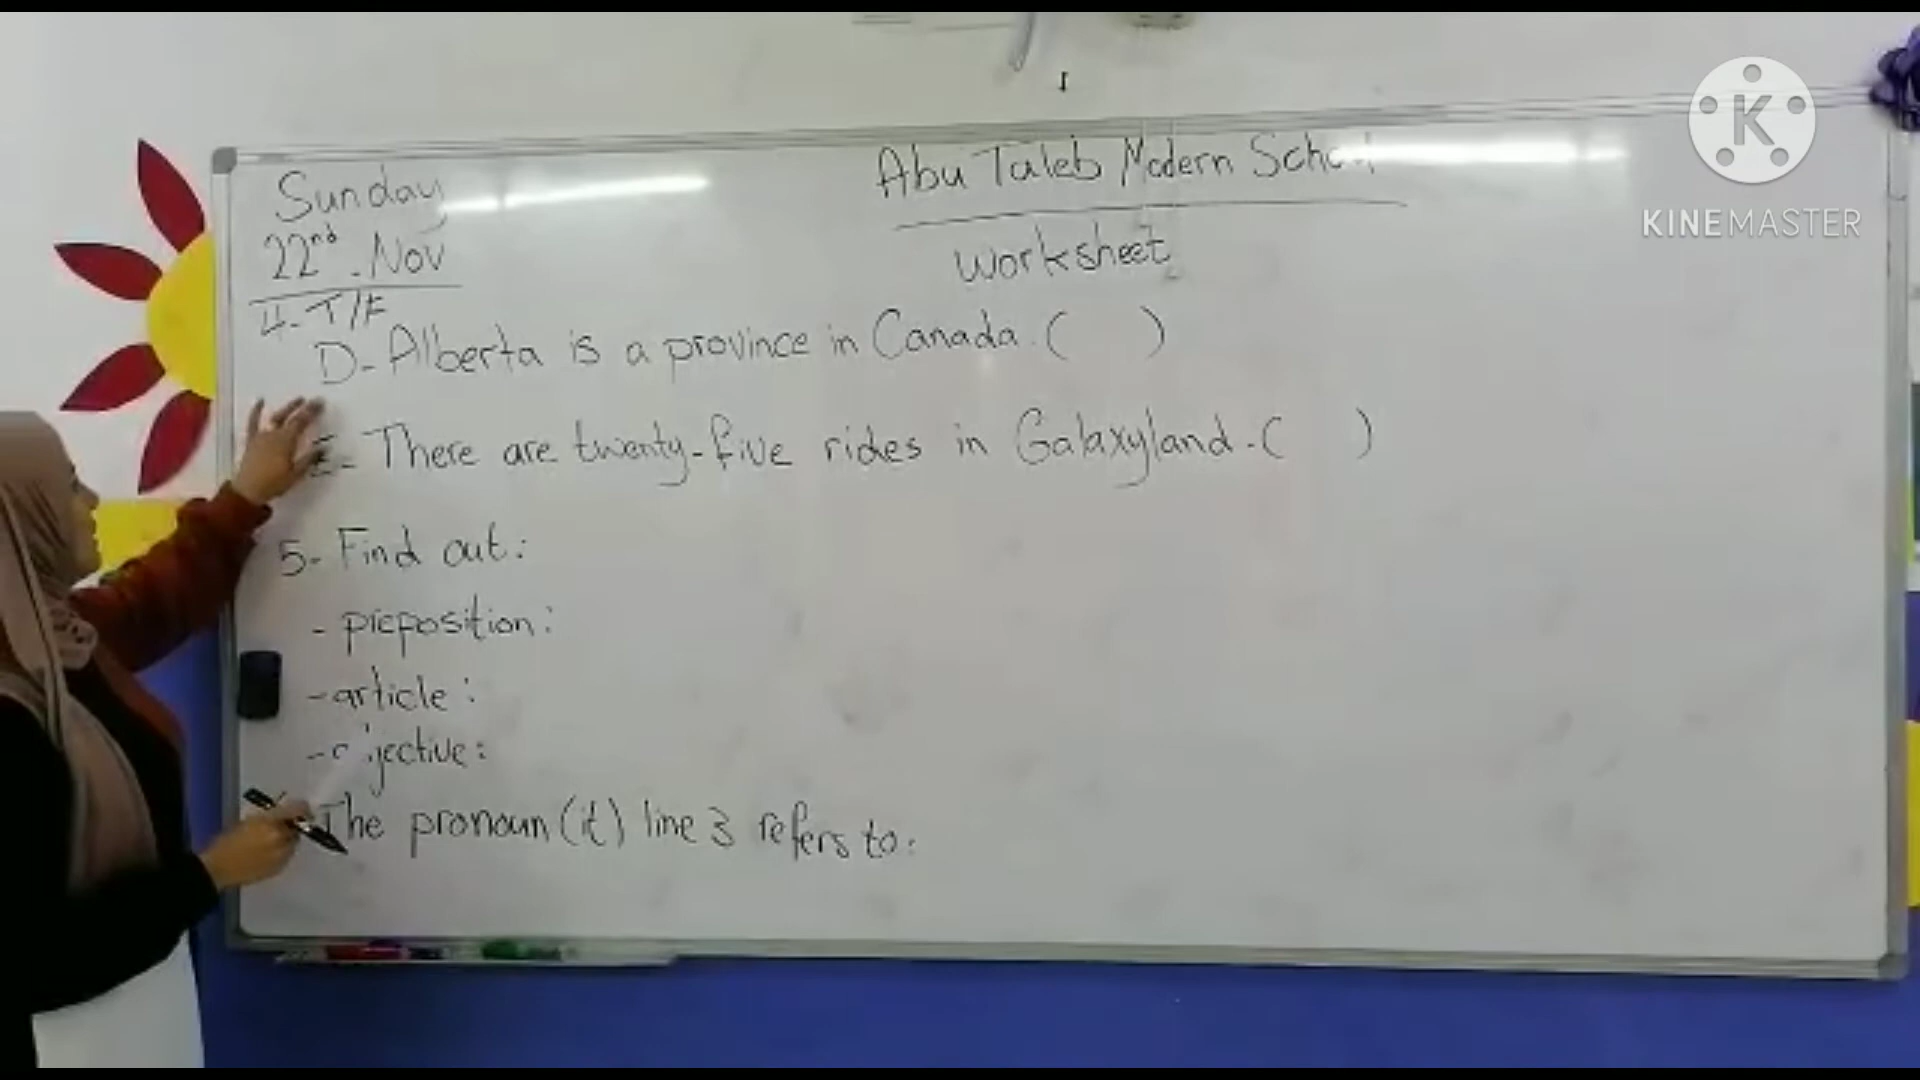 Sunday
22nd. Nov
Abu Taleb Modern School
Worksheet
4- T/F
D- Alberta is a province in Canada. ( )
E- There are twenty-five rides in Galaxyland. ( )
5- Find out:
- preposition:
- article:
- adjective:
The pronoun (it) line 3 refers to:
K
KINEMASTER